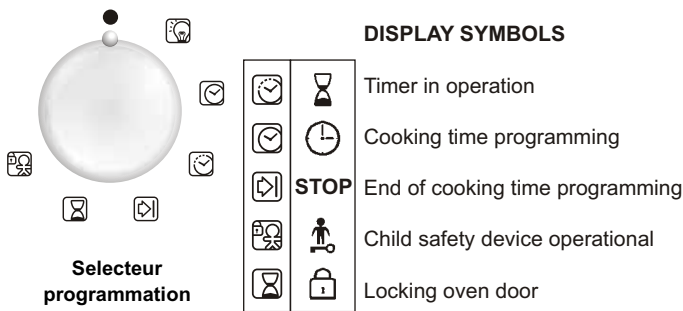 DISPLAY SYMBOLS
Timer in operation
Cooking time programming
STOP End of cooking time programming
Child safety device operational
Locking oven door
Selecteur
programmation